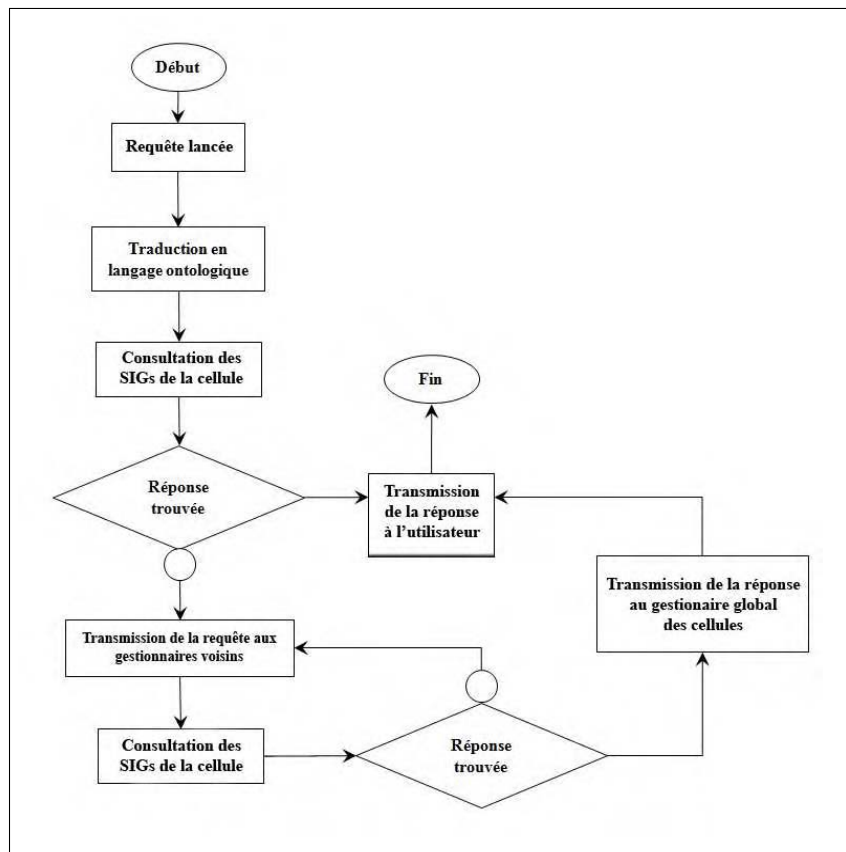 Début
Requête lancée
Traduction en
langage ontologique
Consultation des
SIGs de la cellule
Fin
Réponse
trouvée
Transmission
de la réponse
à l'utilisateur
Transmission de la réponse
au gestionaire global
des cellules
Transmission de la requête aux
gestionnaires voisins
Consultation des
SIGs de la cellule
Réponse
trouvée